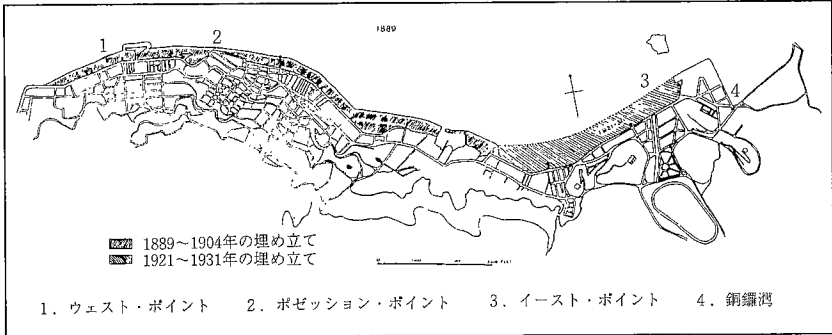 1889
1 2 3 4
1889~1904年の埋め立て
1921~1931年の埋め立て
1. ウェスト・ポイント 2. ポゼッション・ポイント 3. イースト・ポイント 4. 銅鑼灣